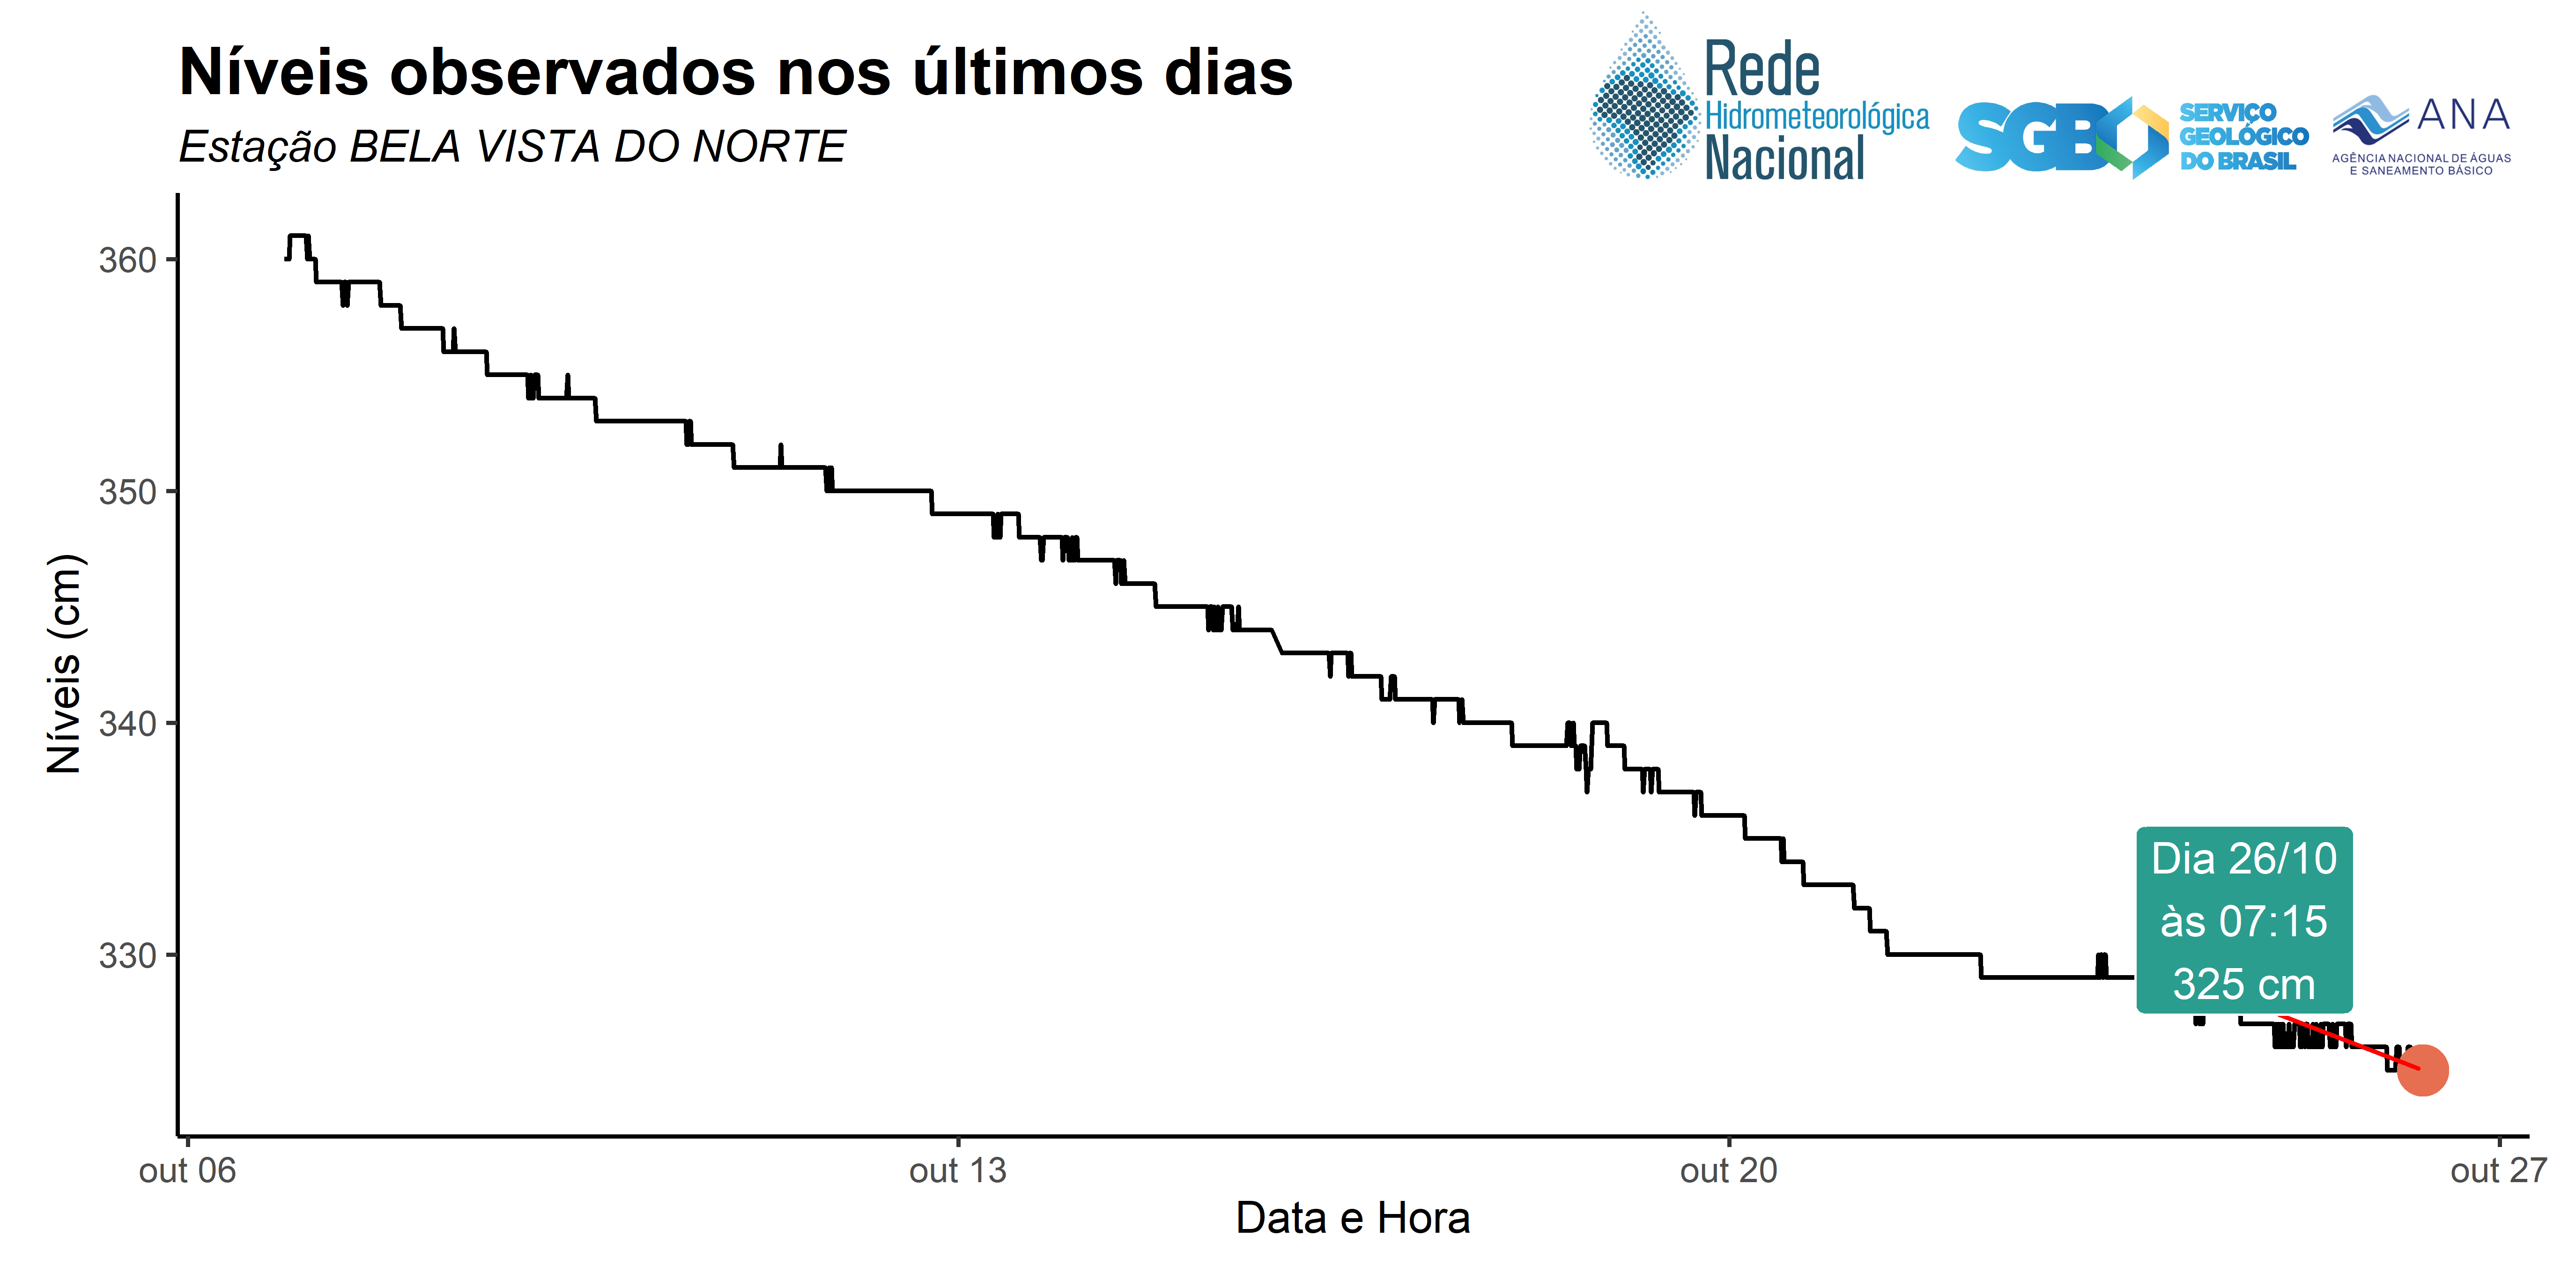 Níveis observados nos últimos dias
Estação BELA VISTA DO NORTE
Rede
Hidrometeorológica
Nacional
SGB
SERVIÇO
GEOLÓGICO
DO BRASIL
ANA
AGÊNCIA NACIONAL DE ÁGUAS
E SANEAMENTO BÁSICO
Níveis (cm)
360
350
340
330
Dia 26/10
às 07:15
325 cm
out 06
out 13
out 20
out 27
Data e Hora